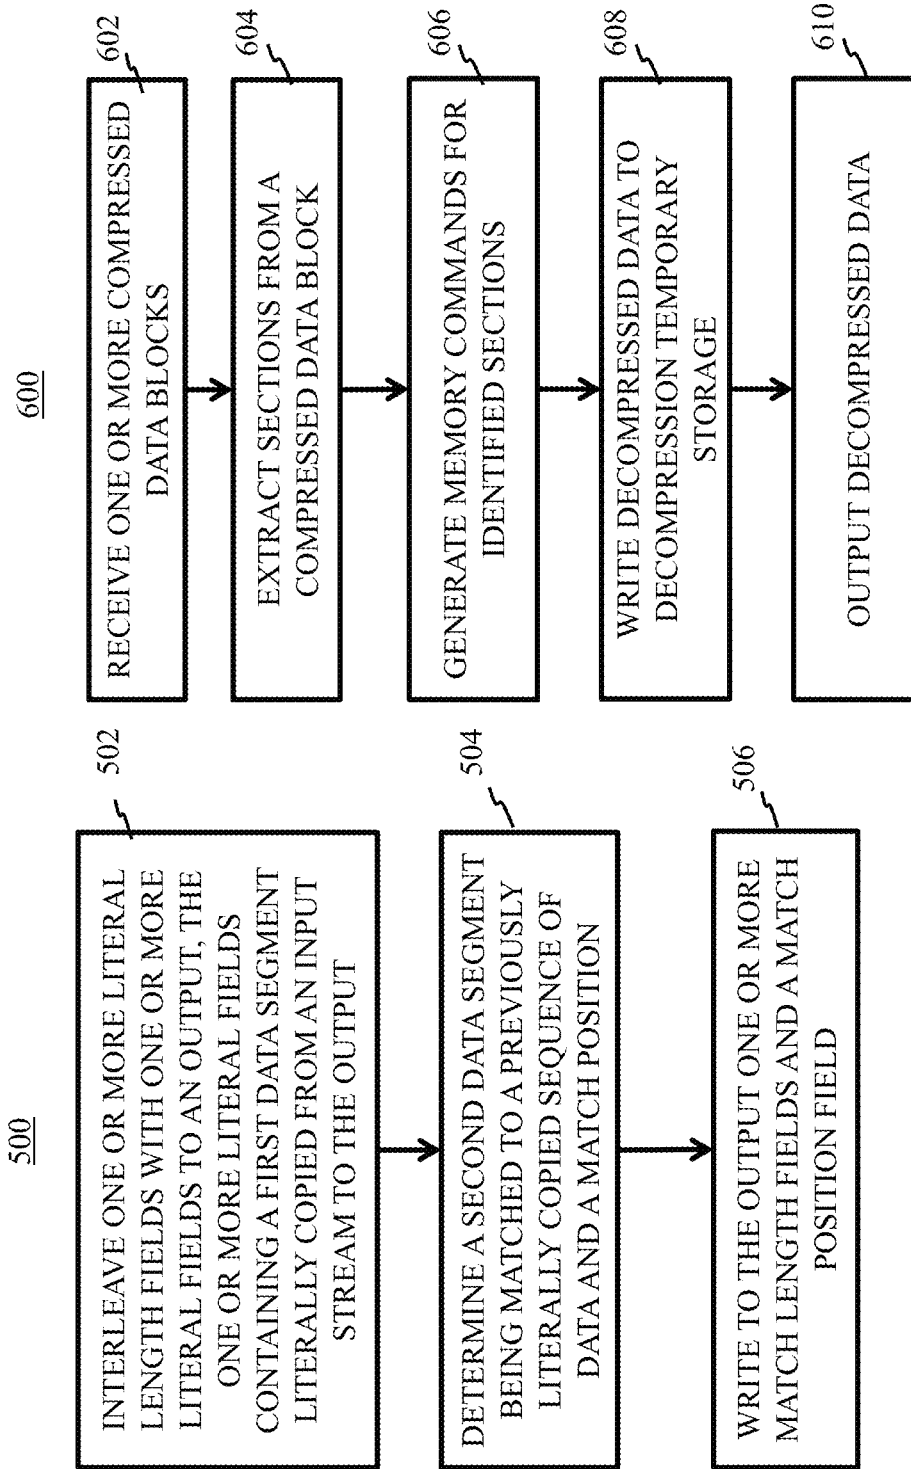 500
502
INTERLEAVE ONE OR MORE LITERAL
LENGTH FIELDS WITH ONE OR MORE
LITERAL FIELDS TO AN OUTPUT, THE
ONE OR MORE LITERAL FIELDS
CONTAINING A FIRST DATA SEGMENT
LITERALLY COPIED FROM AN INPUT
STREAM TO THE OUTPUT
504
DETERMINE A SECOND DATA SEGMENT
BEING MATCHED TO A PREVIOUSLY
LITERALLY COPIED SEQUENCE OF
DATA AND A MATCH POSITION
506
WRITE TO THE OUTPUT ONE OR MORE
MATCH LENGTH FIELDS AND A MATCH
POSITION FIELD
600
602
RECEIVE ONE OR MORE COMPRESSED
DATA BLOCKS
604
EXTRACT SECTIONS FROM A
COMPRESSED DATA BLOCK
606
GENERATE MEMORY COMMANDS FOR
IDENTIFIED SECTIONS
608
WRITE DECOMPRESSED DATA TO
DECOMPRESSION TEMPORARY
STORAGE
610
OUTPUT DECOMPRESSED DATA